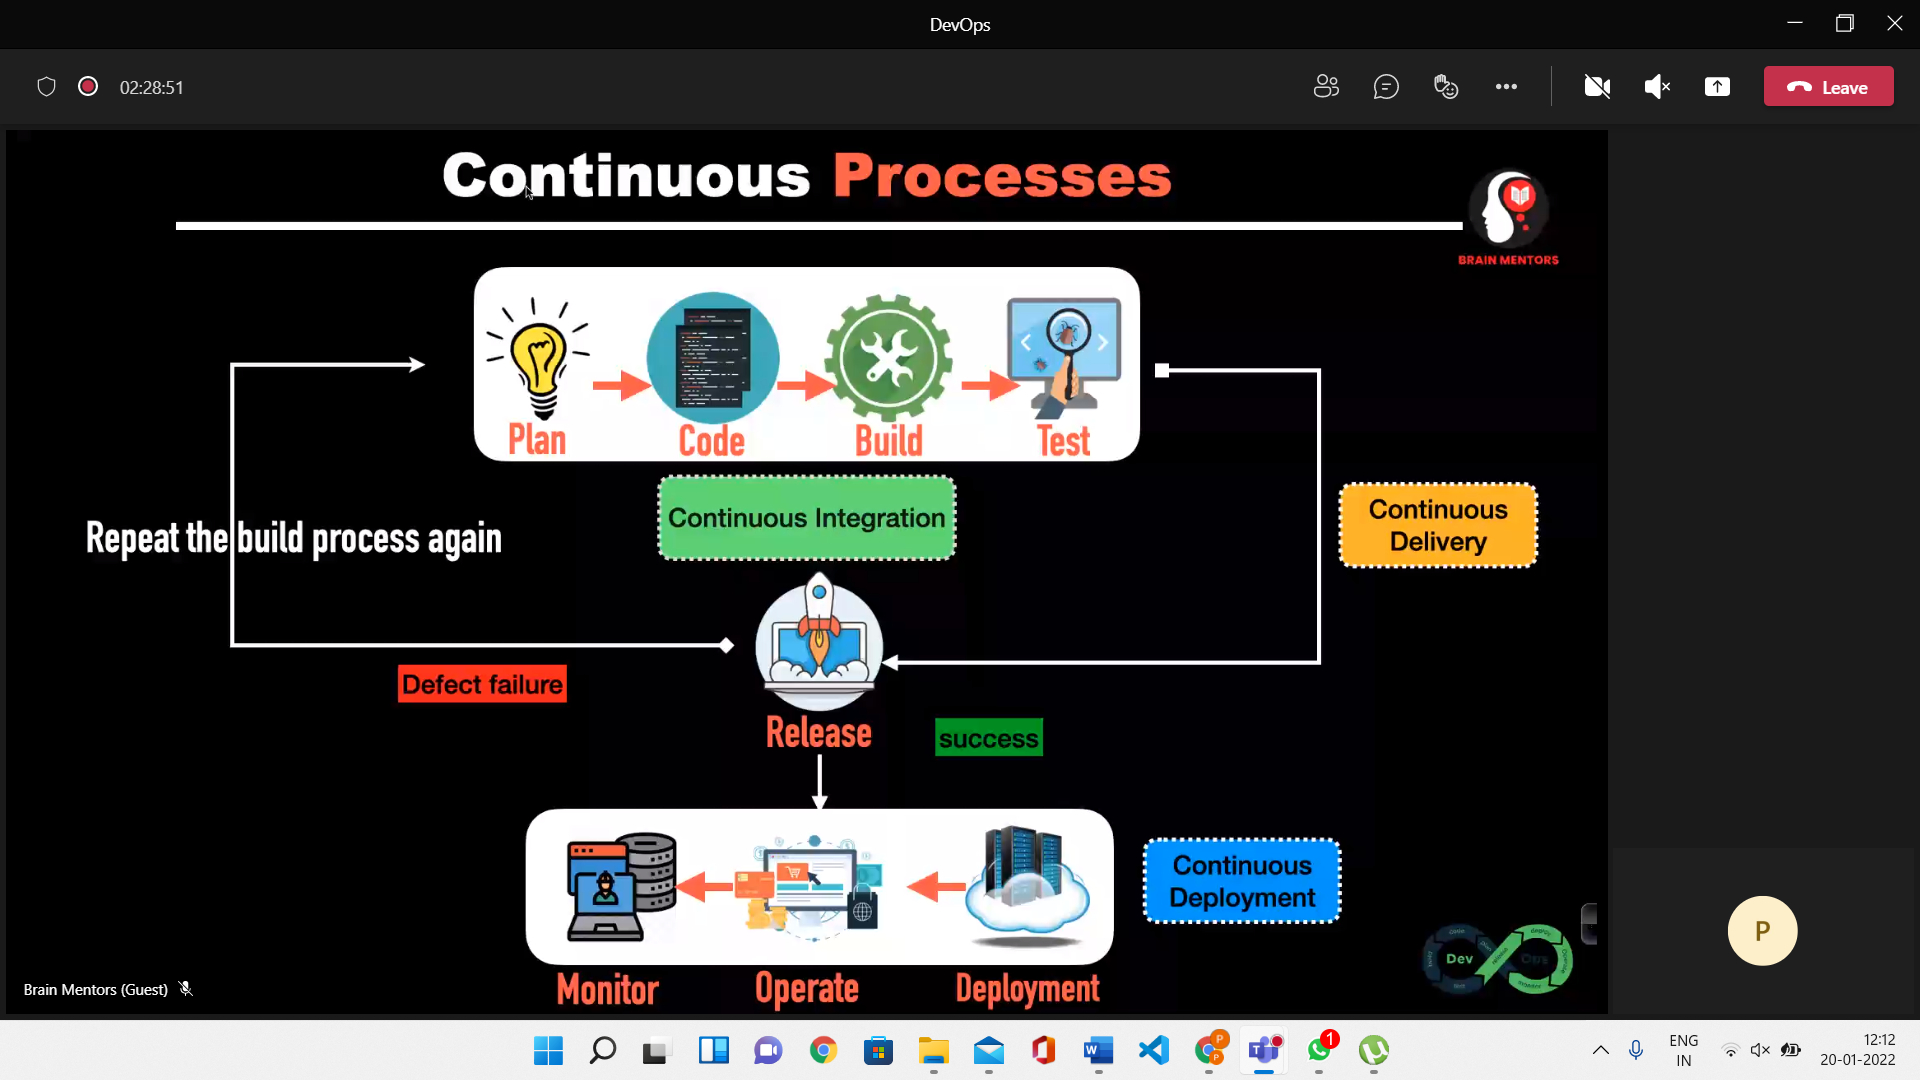 DevOps
02:28:51
Leave
Continuous Processes
BRAIN MENTORS
Plan
Code
Build
Test
Continuous Integration
Continuous
Delivery
Repeat the build process again
Defect failure
Release
success
Continuous
Deployment
Monitor
Operate
Deployment
Dev
Ops
Brain Mentors (Guest)
P
W
P
P
T
1
ENG
IN
12:12
20-01-2022